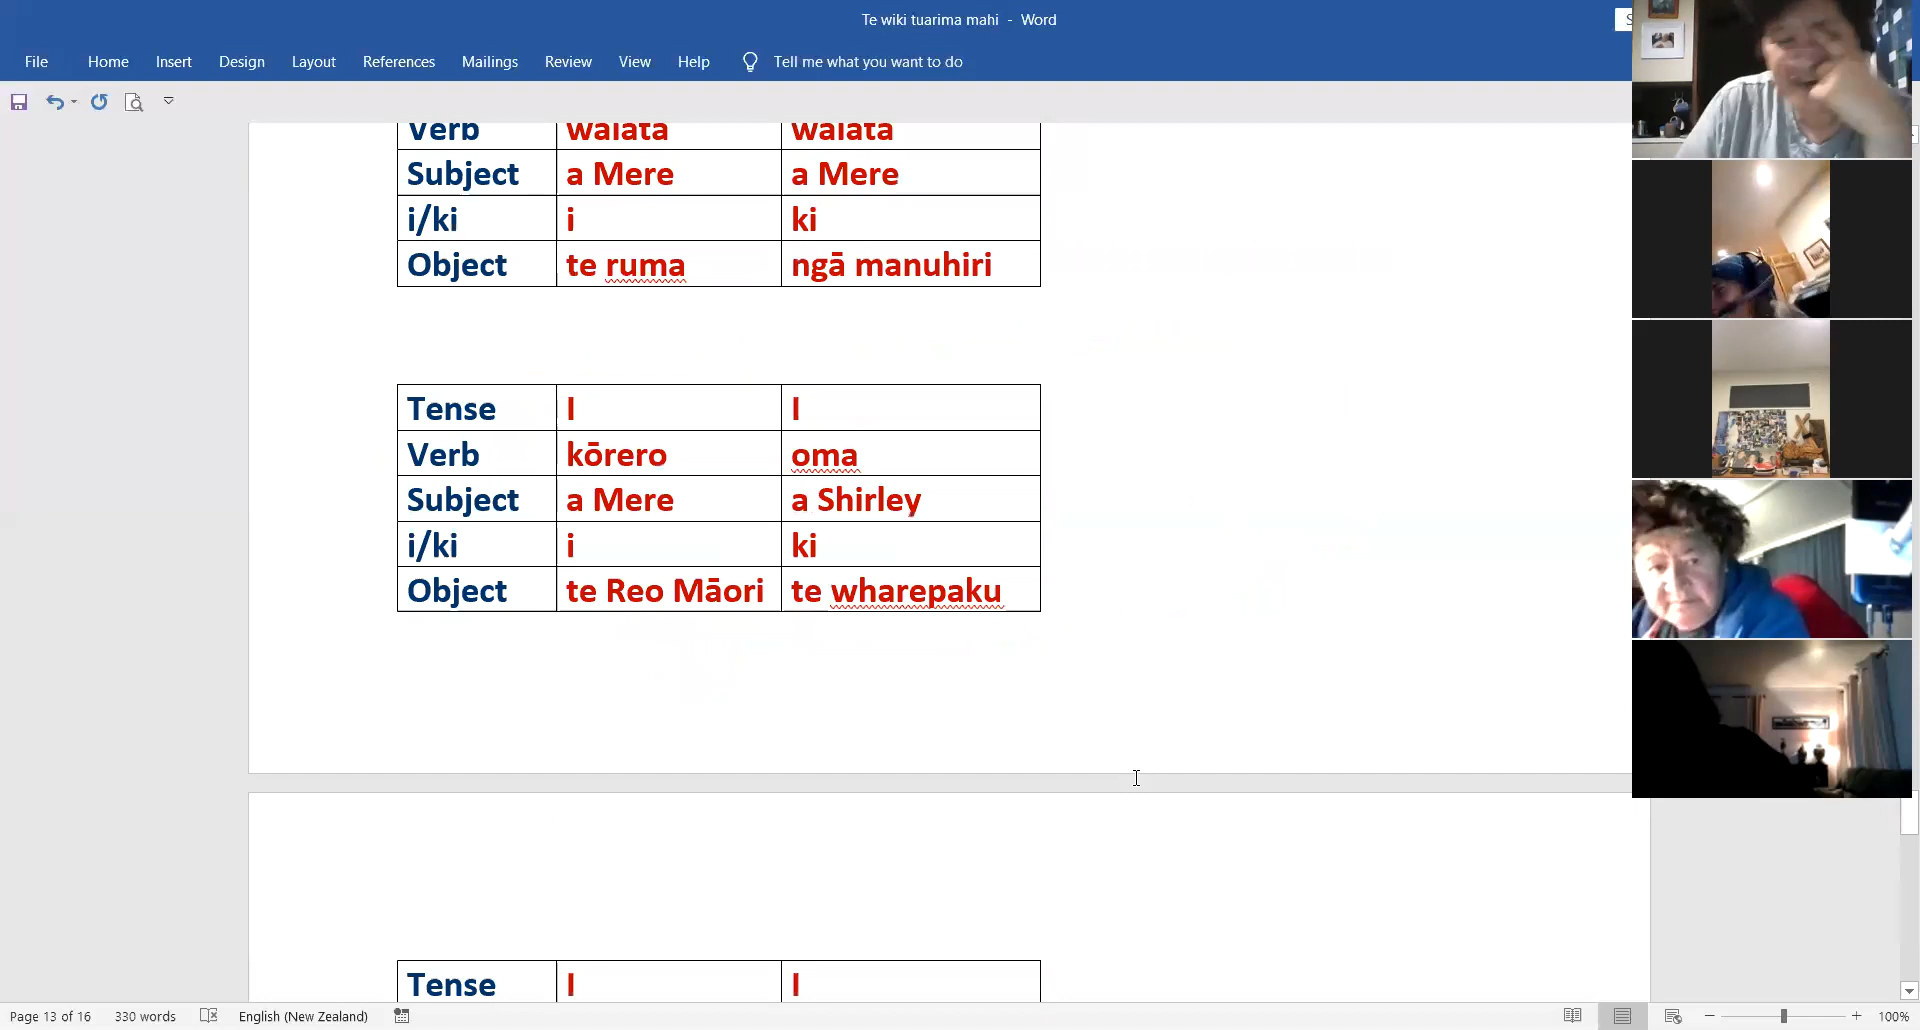 Te wiki tuarima mahi - Word
File Home Insert Design Layout References Mailings Review View Help Tell me what you want to do
Verb waiata waiata
Subject a Mere a Mere
i/ki i ki
Object te ruma ngā manuhiri
Tense I I
Verb kōrero oma
Subject a Mere a Shirley
i/ki i ki
Object te Reo Māori te wharepaku
Tense I I
Page 13 of 16 330 words English (New Zealand) 100%